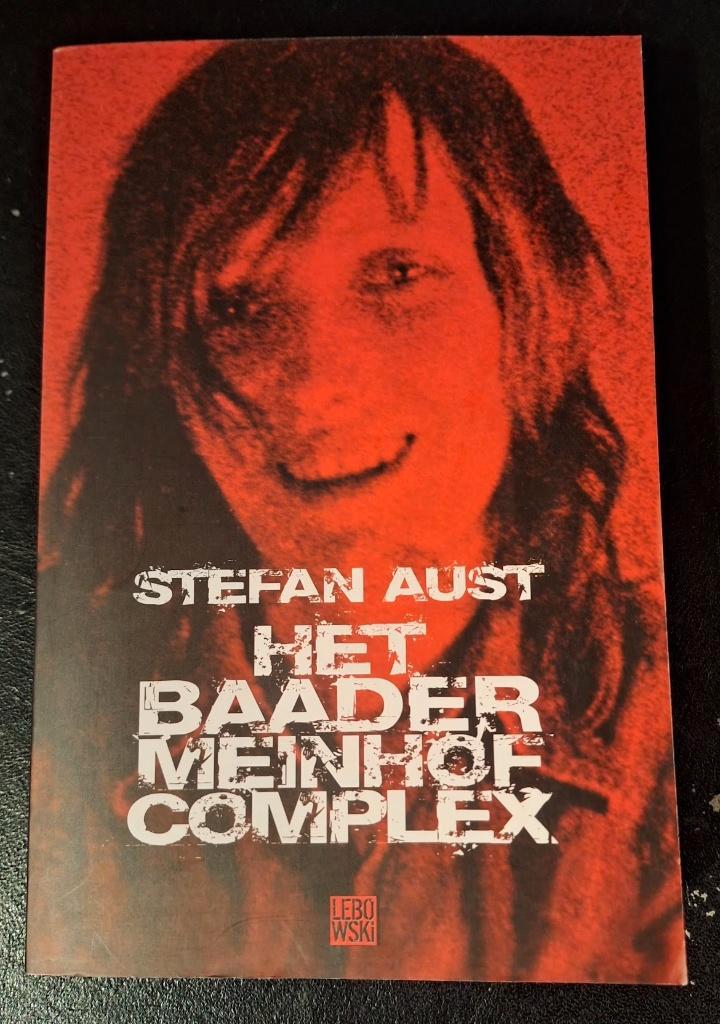 STEFAN AUST
HET
BAADER
MEINHOF
COMPLEX
LEBO
WSKi